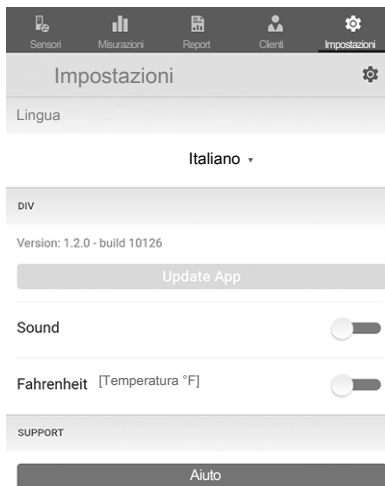 Sensori Misurazioni Report Clienti Impostazioni
Impostazioni
Lingua
Italiano
DIV
Version: 1.2.0 - build 10126
Update App
Sound
Fahrenheit [Temperatura °F]
SUPPORT
Aiuto